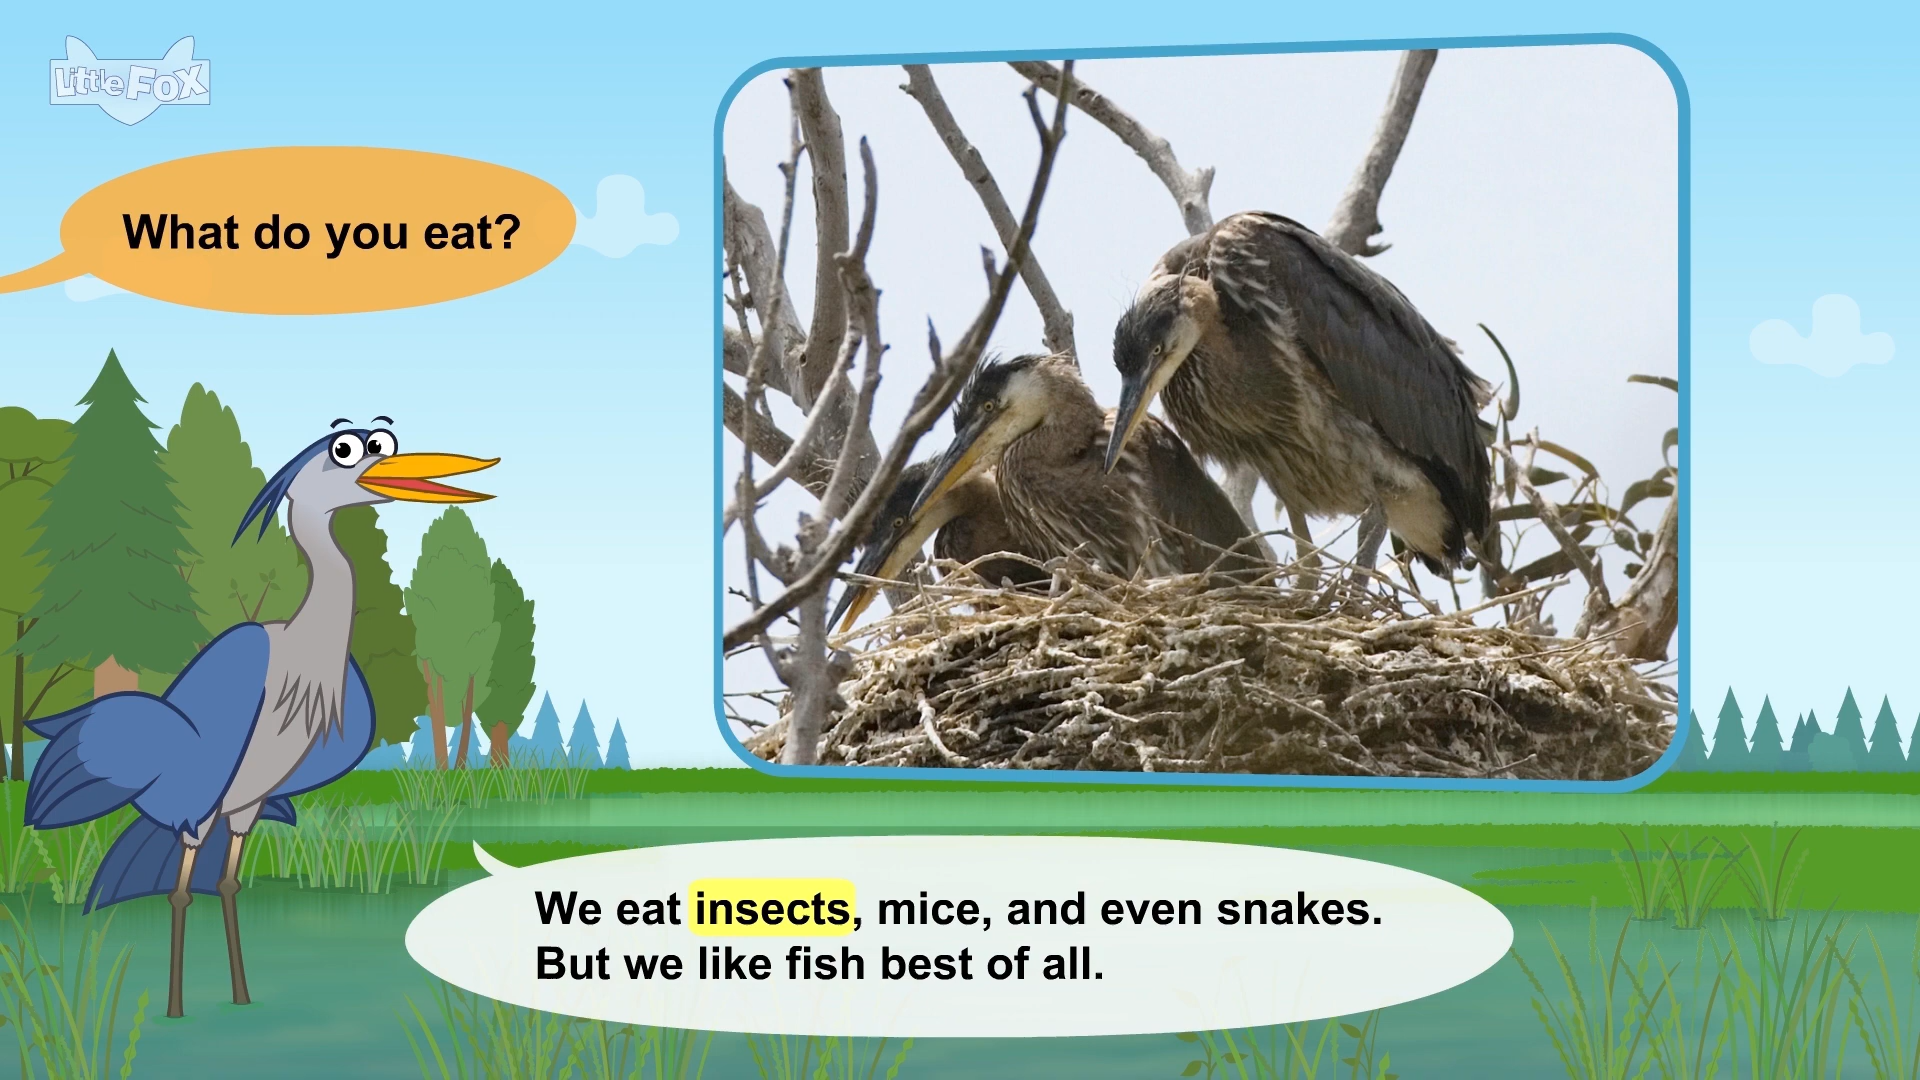 Little Fox
What do you eat?
We eat insects, mice, and even snakes.
But we like fish best of all.